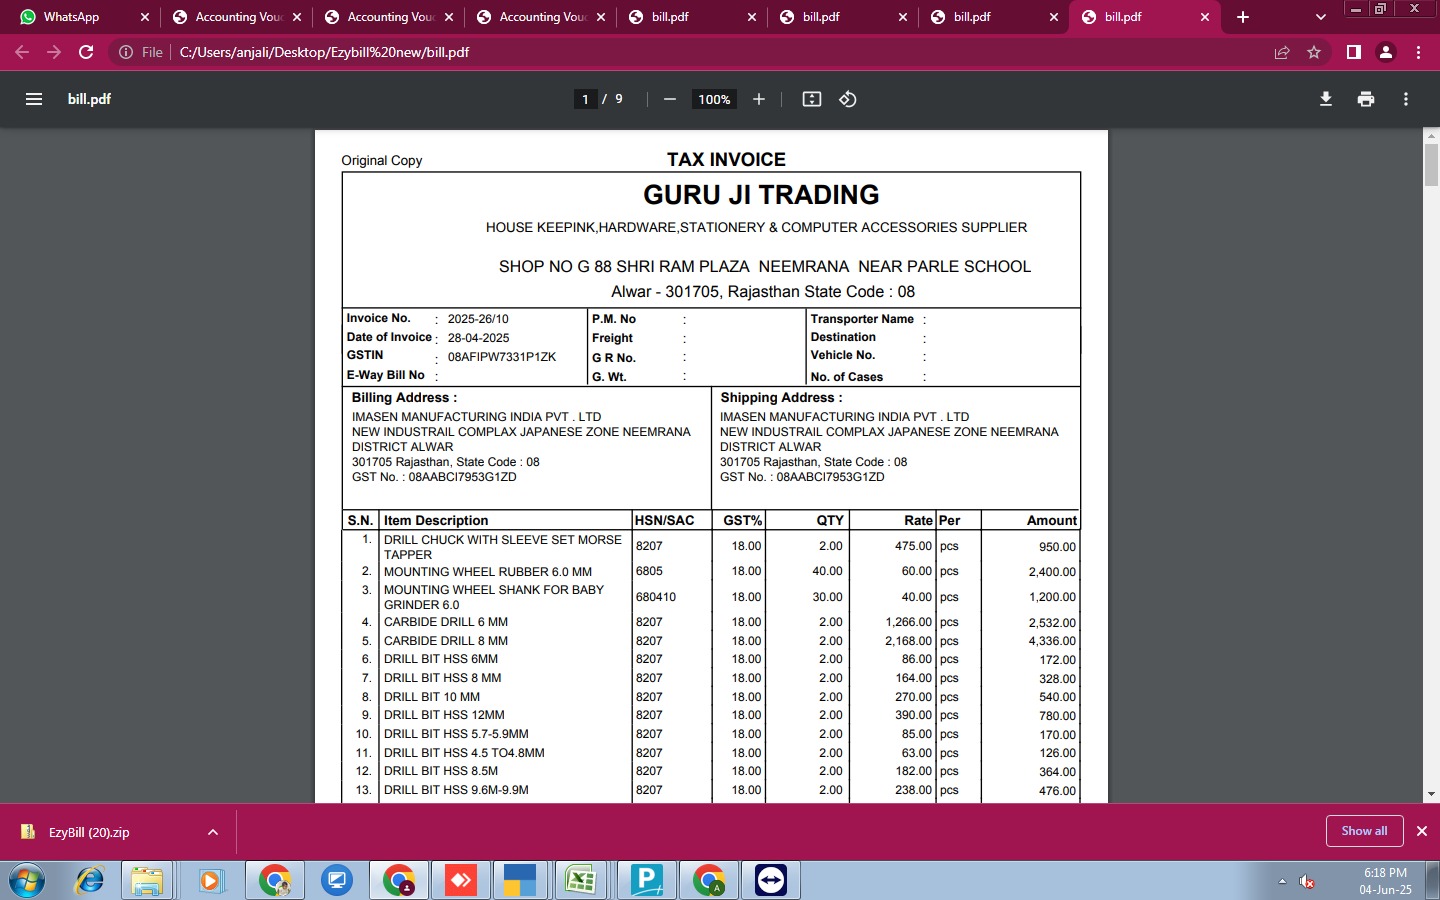 WhatsApp
Accounting Vou
Accounting Vou
Accounting Vou
bill.pdf
bill.pdf
bill.pdf
bill.pdf
File C:/Users/anjali/Desktop/Ezybill%20new/bill.pdf
bill.pdf
1 / 9
100%
Original Copy
TAX INVOICE
GURU JI TRADING
HOUSE KEEPINK,HARDWARE,STATIONERY & COMPUTER ACCESSORIES SUPPLIER
SHOP NO G 88 SHRI RAM PLAZA NEEMRANA NEAR PARLE SCHOOL
Alwar - 301705, Rajasthan State Code : 08
Invoice No. : 2025-26/10 P.M. No : Transporter Name :
Date of Invoice : 28-04-2025 Freight : Destination :
GSTIN : 08AFIPW7331P1ZK G R No. : Vehicle No. :
E-Way Bill No : G. Wt. : No. of Cases :
Billing Address :
IMASEN MANUFACTURING INDIA PVT . LTD
NEW INDUSTRAIL COMPLAX JAPANESE ZONE NEEMRANA
DISTRICT ALWAR
301705 Rajasthan, State Code : 08
GST No. : 08AABCI7953G1ZD
Shipping Address :
IMASEN MANUFACTURING INDIA PVT . LTD
NEW INDUSTRAIL COMPLAX JAPANESE ZONE NEEMRANA
DISTRICT ALWAR
301705 Rajasthan, State Code : 08
GST No. : 08AABCI7953G1ZD
S.N. Item Description HSN/SAC GST% QTY Rate Per Amount
1. DRILL CHUCK WITH SLEEVE SET MORSE
TAPPER 8207 18.00 2.00 475.00 pcs 950.00
2. MOUNTING WHEEL RUBBER 6.0 MM 6805 18.00 40.00 60.00 pcs 2,400.00
3. MOUNTING WHEEL SHANK FOR BABY
GRINDER 6.0 680410 18.00 30.00 40.00 pcs 1,200.00
4. CARBIDE DRILL 6 MM 8207 18.00 2.00 1,266.00 pcs 2,532.00
5. CARBIDE DRILL 8 MM 8207 18.00 2.00 2,168.00 pcs 4,336.00
6. DRILL BIT HSS 6MM 8207 18.00 2.00 86.00 pcs 172.00
7. DRILL BIT HSS 8 MM 8207 18.00 2.00 164.00 pcs 328.00
8. DRILL BIT 10 MM 8207 18.00 2.00 270.00 pcs 540.00
9. DRILL BIT HSS 12MM 8207 18.00 2.00 390.00 pcs 780.00
10. DRILL BIT HSS 5.7-5.9MM 8207 18.00 2.00 85.00 pcs 170.00
11. DRILL BIT HSS 4.5 TO4.8MM 8207 18.00 2.00 63.00 pcs 126.00
12. DRILL BIT HSS 8.5M 8207 18.00 2.00 182.00 pcs 364.00
13. DRILL BIT HSS 9.6M-9.9M 8207 18.00 2.00 238.00 pcs 476.00
EzyBill (20).zip
Show all
6:18 PM
04-Jun-25